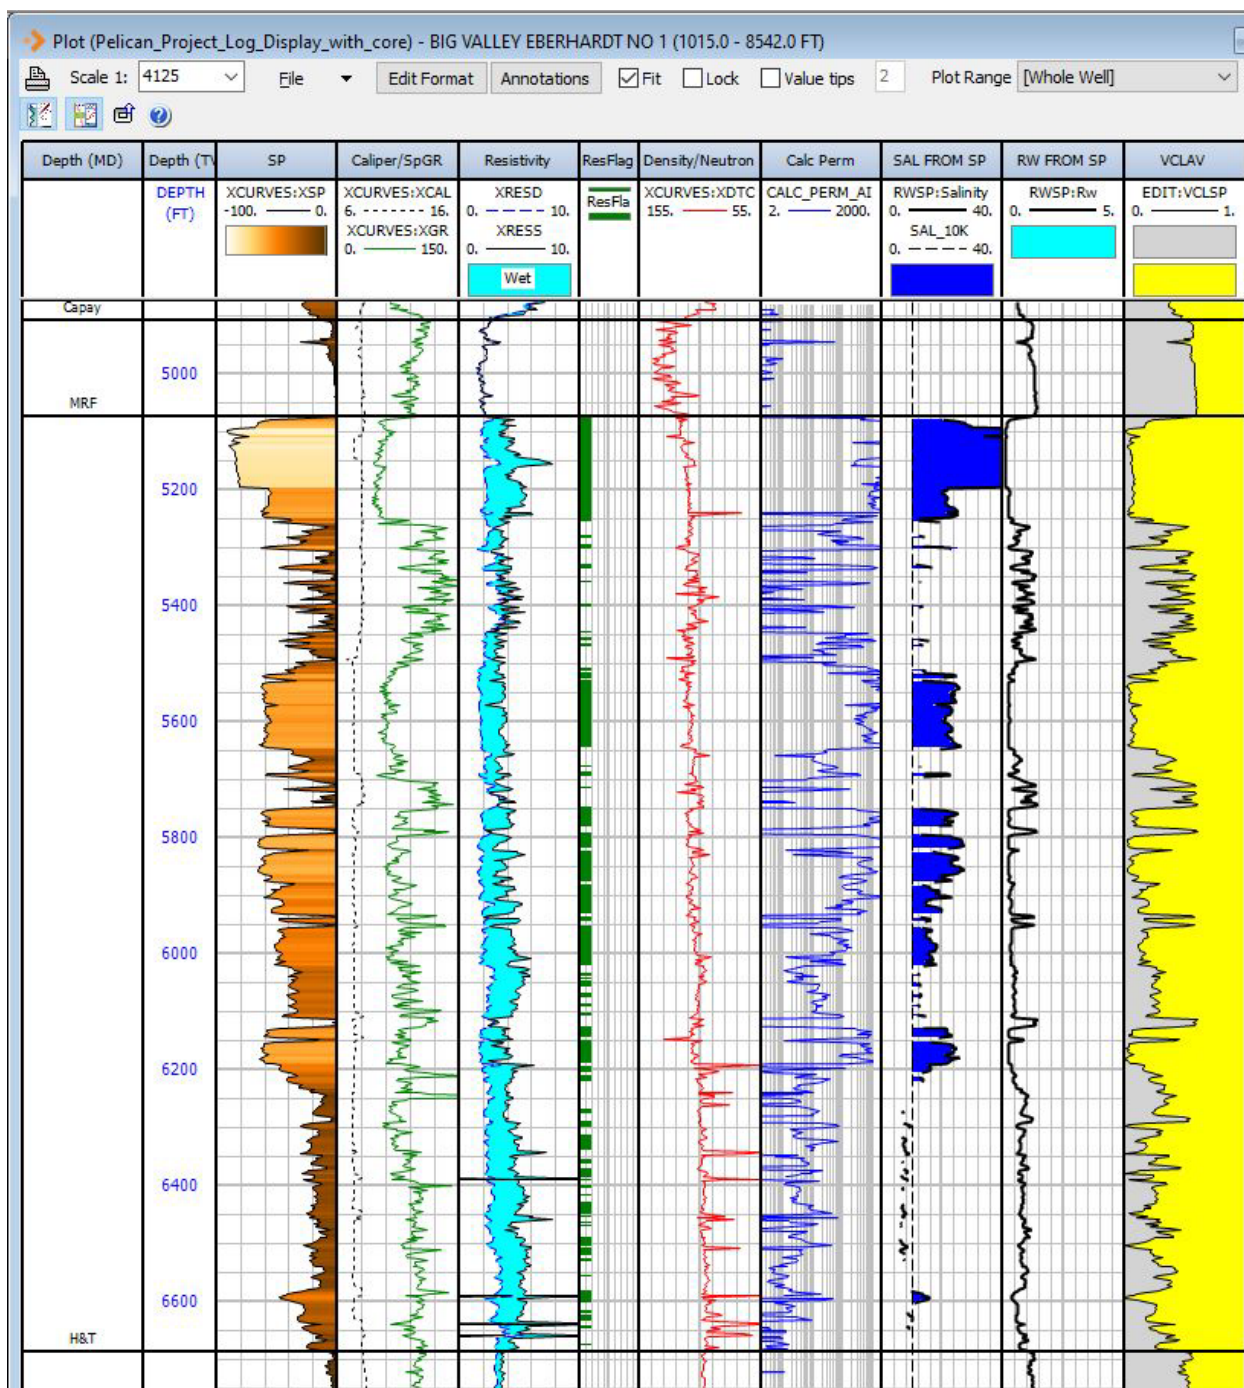 Plot (Pelican_Project_Log_Display_with_core) - BIG VALLEY EBERHARDT NO 1 (1015.0 - 8542.0 FT)
Scale 1: 4125 File Edit Format Annotations Fit Lock Value tips 2 Plot Range [Whole Well]
Depth (MD) Depth (TV SP Caliper/SpGR Resistivity ResFlag Density/Neutron Calc Perm SAL FROM SP RW FROM SP VCLAV
DEPTH XCURVES:XSP XCURVES:XCAL XRESD XCURVES:XDTC CALC_PERM_AI RWSP:Salinity RWSP:Rw EDIT:VCLSP
(FT) -100. 0. 6. 16. 0. 10. ResFla 155. 55. 2. 2000. 0. 40. 0. 5. 0. 1.
XCURVES:XGR XRESS SAL_10K
0. 150. 0. 10. 0. 40.
Wet
Capay
5000
MRF
5200
5400
5600
5800
6000
6200
6400
6600
H&T